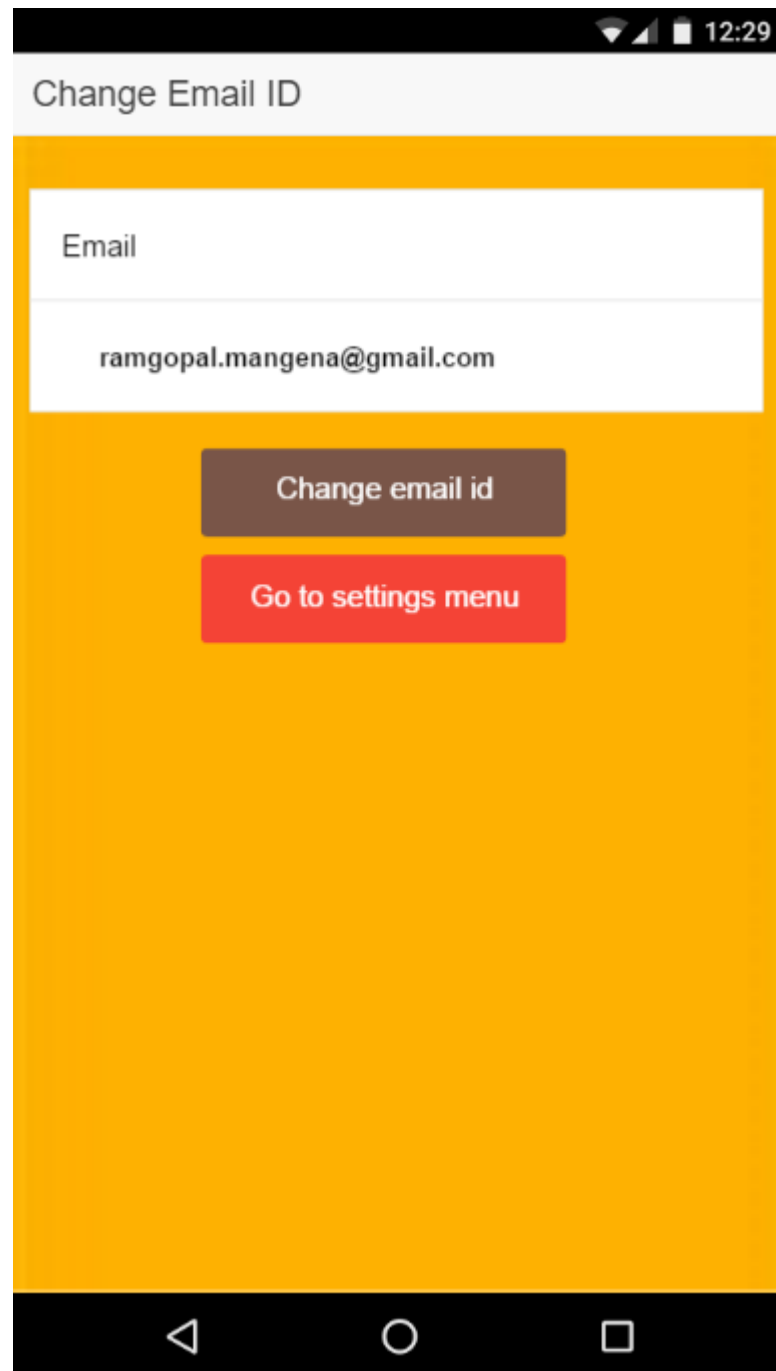 12:29
Change Email ID
Email
ramgopal.mangena@gmail.com
Change email id
Go to settings menu